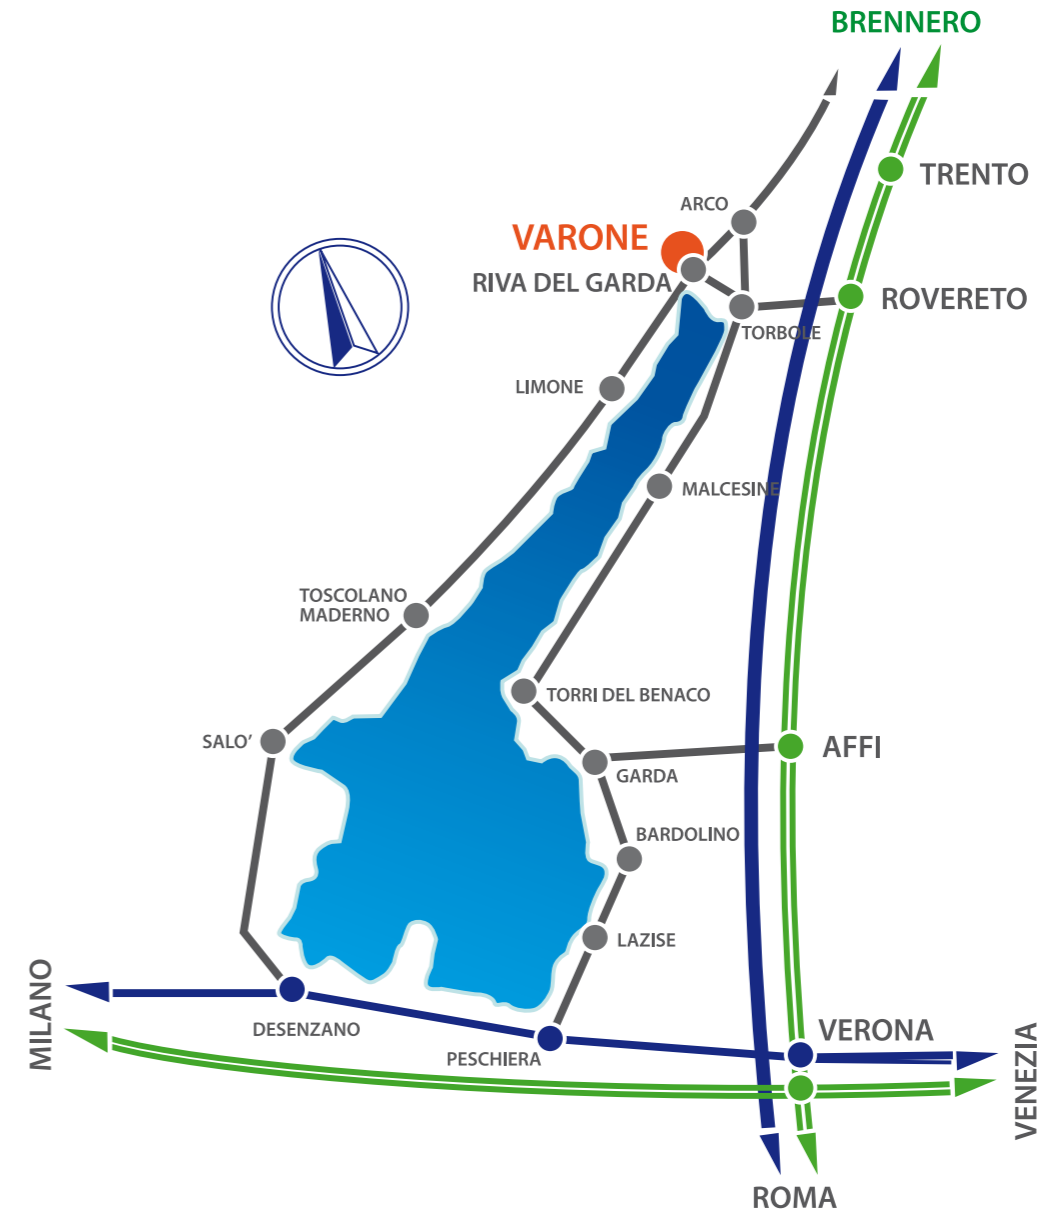 BRENNERO
TRENTO
ARCO
VARONE
RIVA DEL GARDA
ROVERETO
TORBOLE
LIMONE
MALCESINE
TOSCOLANO
MADERNO
TORRI DEL BENACO
SALO’
AFFI
GARDA
BARDOLINO
LAZISE
MILANO
DESENZANO
VERONA
PESCHIERA
VENEZIA
ROMA